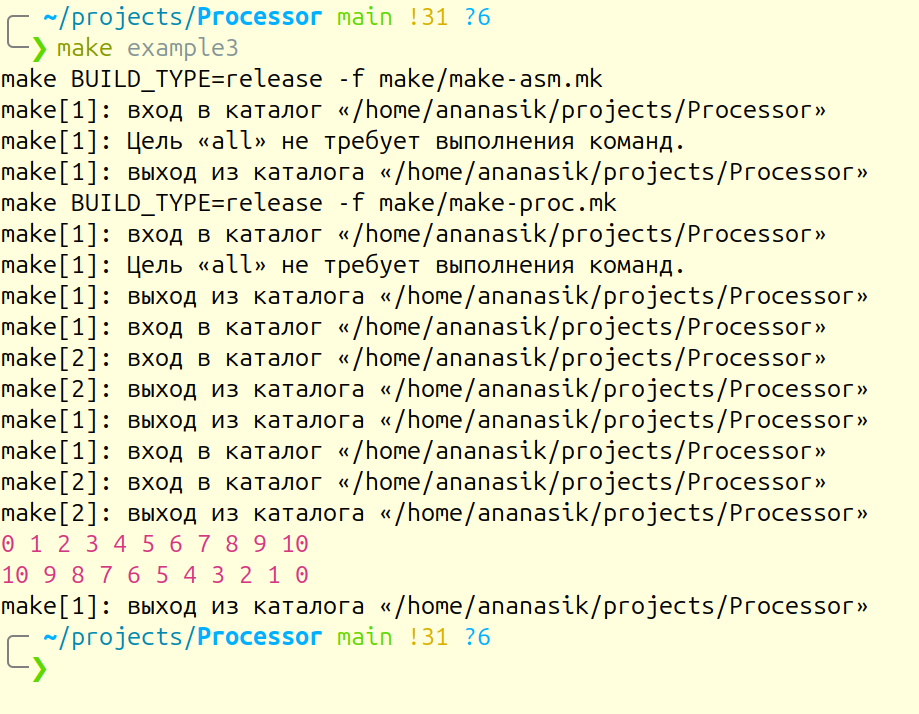 ~/projects/Processor main !31 ?6
❯ make example3
make BUILD_TYPE=release -f make/make-asm.mk
make[1]: вход в каталог «/home/ananasik/projects/Processor»
make[1]: Цель «all» не требует выполнения команд.
make[1]: выход из каталога «/home/ananasik/projects/Processor»
make BUILD_TYPE=release -f make/make-proc.mk
make[1]: вход в каталог «/home/ananasik/projects/Processor»
make[1]: Цель «all» не требует выполнения команд.
make[1]: выход из каталога «/home/ananasik/projects/Processor»
make[1]: вход в каталог «/home/ananasik/projects/Processor»
make[2]: вход в каталог «/home/ananasik/projects/Processor»
make[2]: выход из каталога «/home/ananasik/projects/Processor»
make[1]: выход из каталога «/home/ananasik/projects/Processor»
make[1]: вход в каталог «/home/ananasik/projects/Processor»
make[2]: вход в каталог «/home/ananasik/projects/Processor»
make[2]: выход из каталога «/home/ananasik/projects/Processor»
0 1 2 3 4 5 6 7 8 9 10
10 9 8 7 6 5 4 3 2 1 0
make[1]: выход из каталога «/home/ananasik/projects/Processor»
~/projects/Processor main !31 ?6
❯